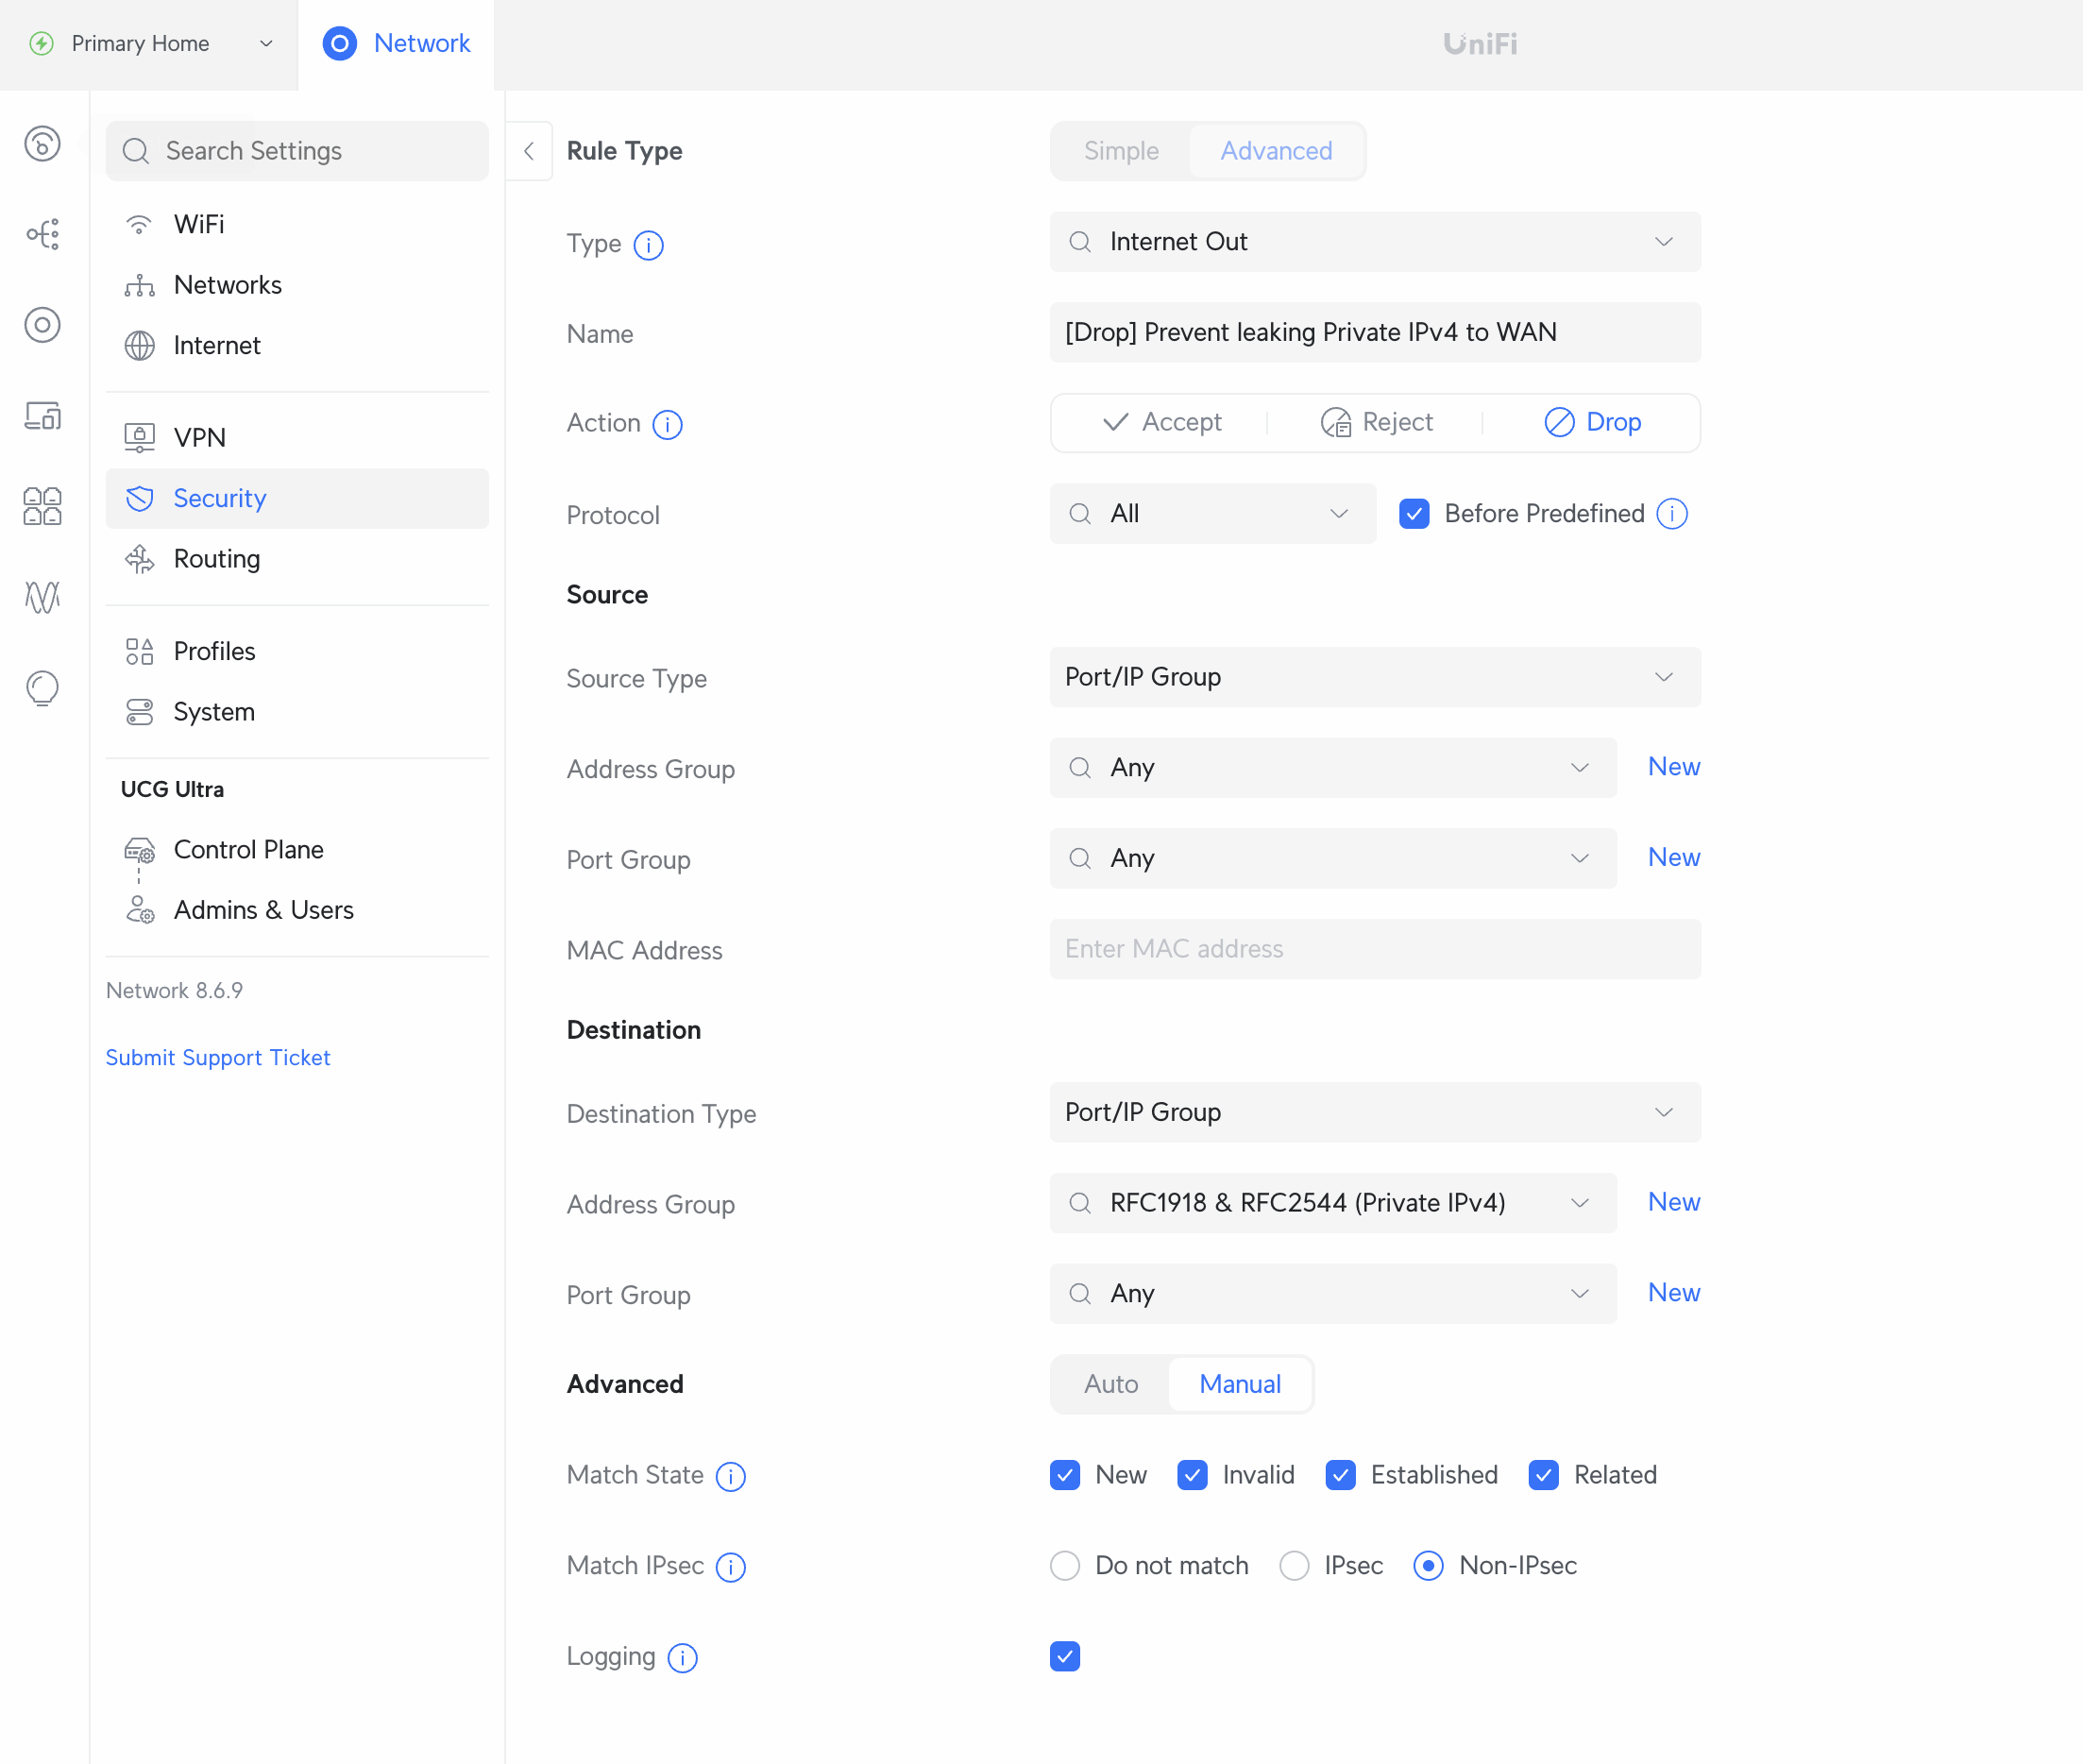 Primary Home
Network
UniFi
Search Settings
WiFi
Networks
Internet
VPN
Security
Routing
Profiles
System
UCG Ultra
Control Plane
Admins & Users
Network 8.6.9
Submit Support Ticket
Rule Type Simple Advanced
Type Internet Out
Name [Drop] Prevent leaking Private IPv4 to WAN
Action Accept Reject Drop
Protocol All Before Predefined
Source
Source Type Port/IP Group
Address Group Any New
Port Group Any New
MAC Address Enter MAC address
Destination
Destination Type Port/IP Group
Address Group RFC1918 & RFC2544 (Private IPv4) New
Port Group Any New
Advanced Auto Manual
Match State New Invalid Established Related
Match IPsec Do not match IPsec Non-IPsec
Logging